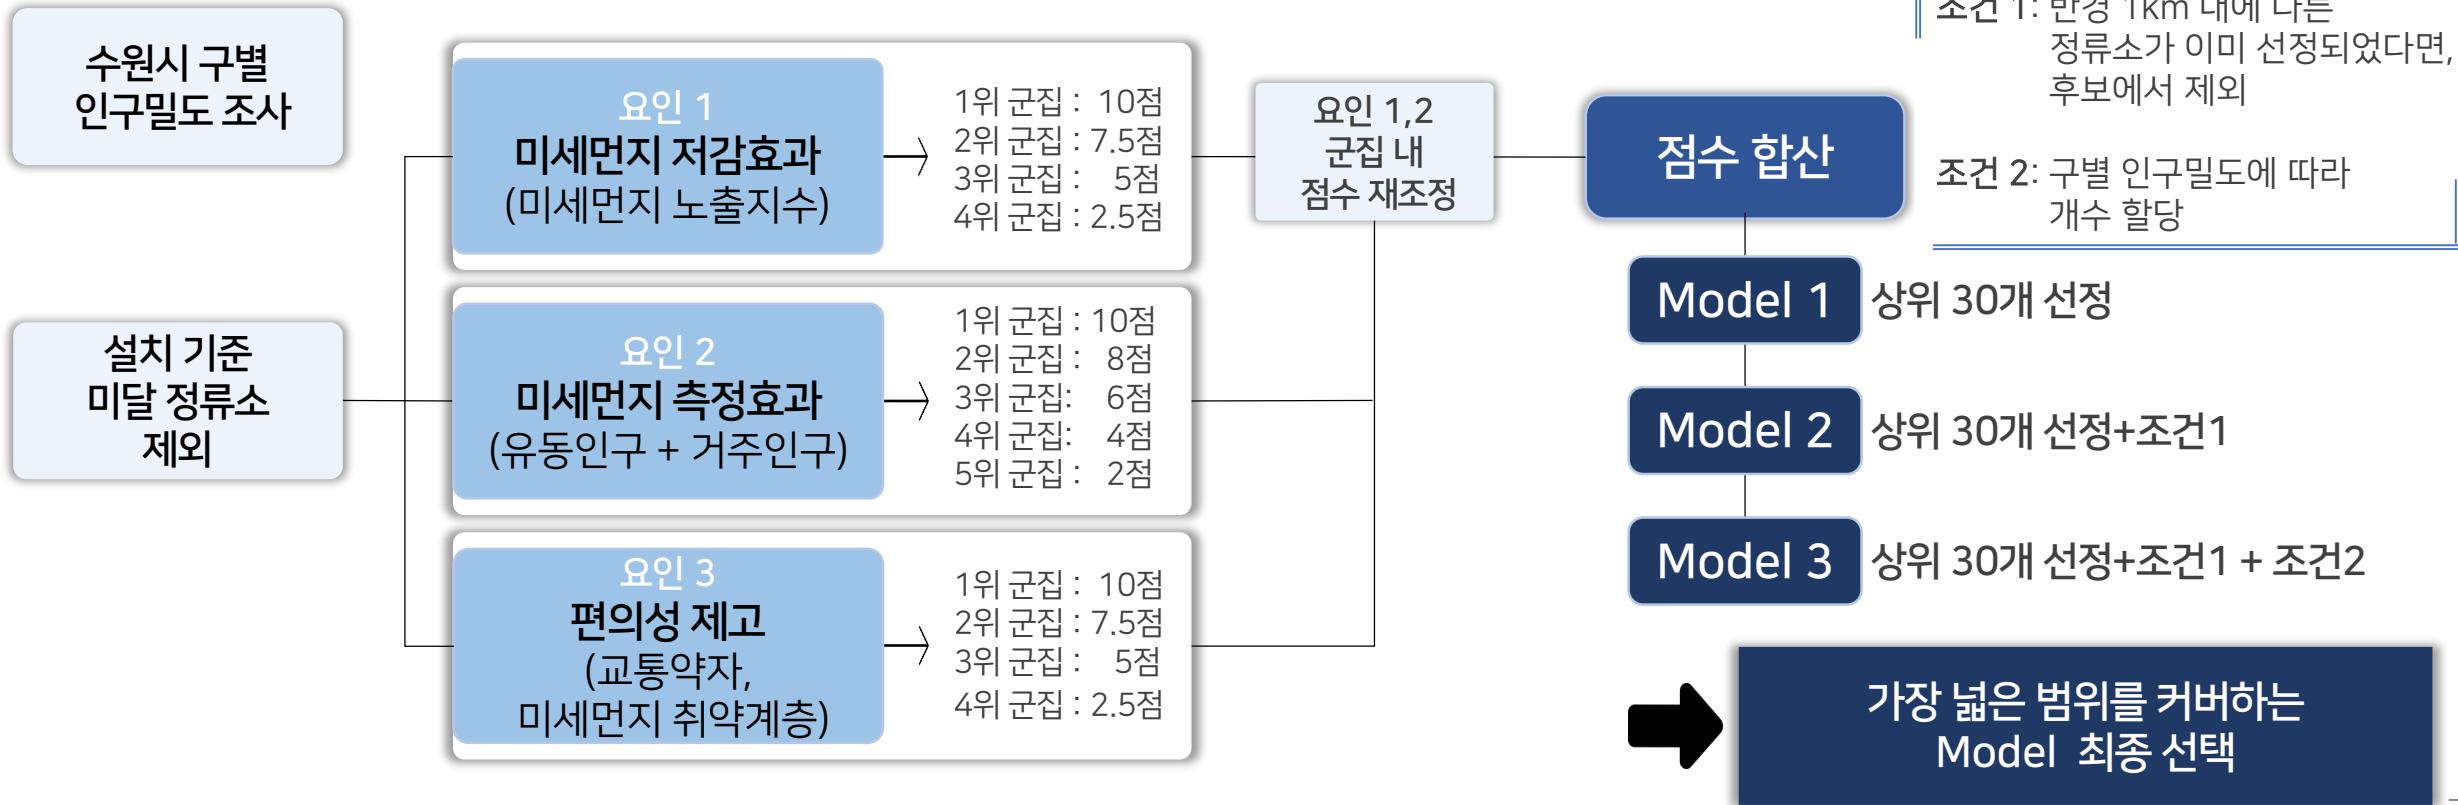 수원시 구별
인구밀도 조사
설치 기준
미달 정류소
제외
요인 1
미세먼지 저감효과
(미세먼지 노출지수)
1위 군집 : 10점
2위 군집 : 7.5점
3위 군집 : 5점
4위 군집 : 2.5점
요인 2
미세먼지 측정효과
(유동인구 + 거주인구)
1위 군집 : 10점
2위 군집 : 8점
3위 군집: 6점
4위 군집: 4점
5위 군집 : 2점
요인 3
편의성 제고
(교통약자,
미세먼지 취약계층)
1위 군집 : 10점
2위 군집 : 7.5점
3위 군집 : 5점
4위 군집 : 2.5점
요인 1,2
군집 내
점수 재조정
점수 합산
조건 1: 반경 1km 내에 다른
정류소가 이미 선정되었다면,
후보에서 제외
조건 2: 구별 인구밀도에 따라
개수 할당
Model 1 상위 30개 선정
Model 2 상위 30개 선정+조건1
Model 3 상위 30개 선정+조건1 + 조건2
가장 넓은 범위를 커버하는
Model 최종 선택